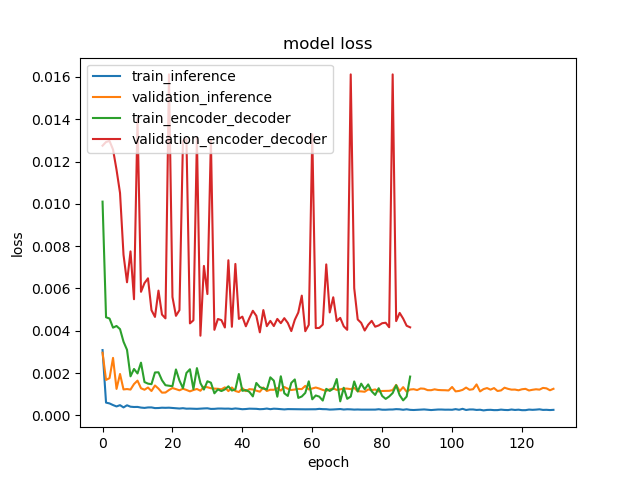 model loss
train_inference
validation_inference
train_encoder_decoder
validation_encoder_decoder
loss
0.016
0.014
0.012
0.010
0.008
0.006
0.004
0.002
0.000
0 20 40 60 80 100 120
epoch